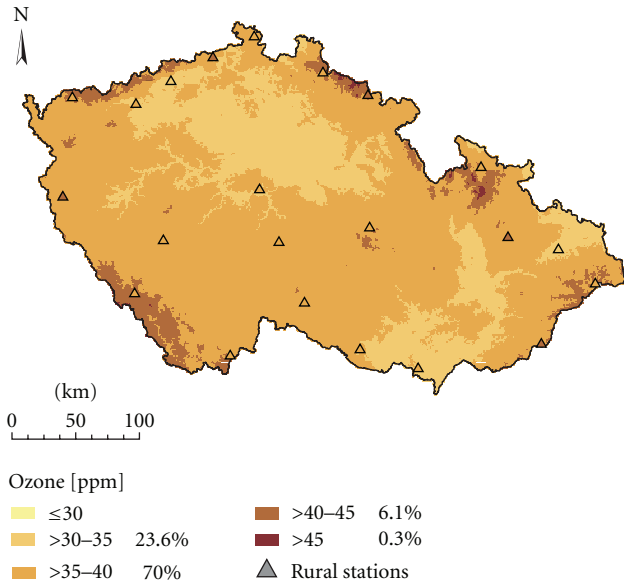 N
(km)
0 50 100
Ozone [ppm]
≤30
>30–35 23.6%
>35–40 70%
>40–45 6.1%
>45 0.3%
Rural stations